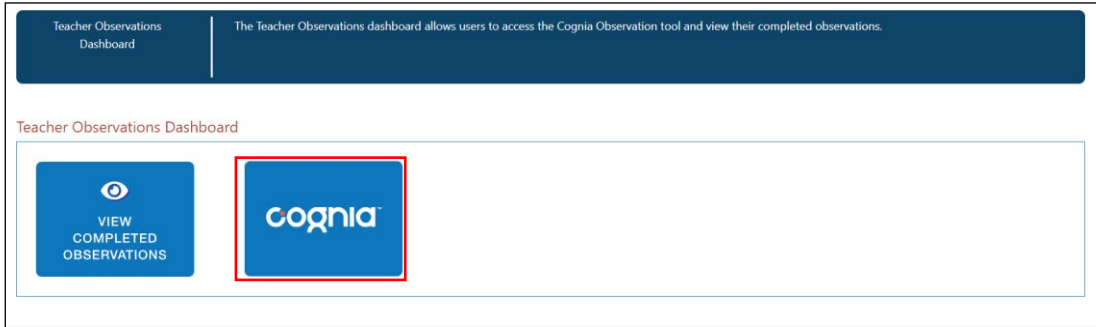 Teacher Observations
Dashboard
The Teacher Observations dashboard allows users to access the Cognia Observation tool and view their completed observations.
Teacher Observations Dashboard
VIEW
COMPLETED
OBSERVATIONS
cognia™